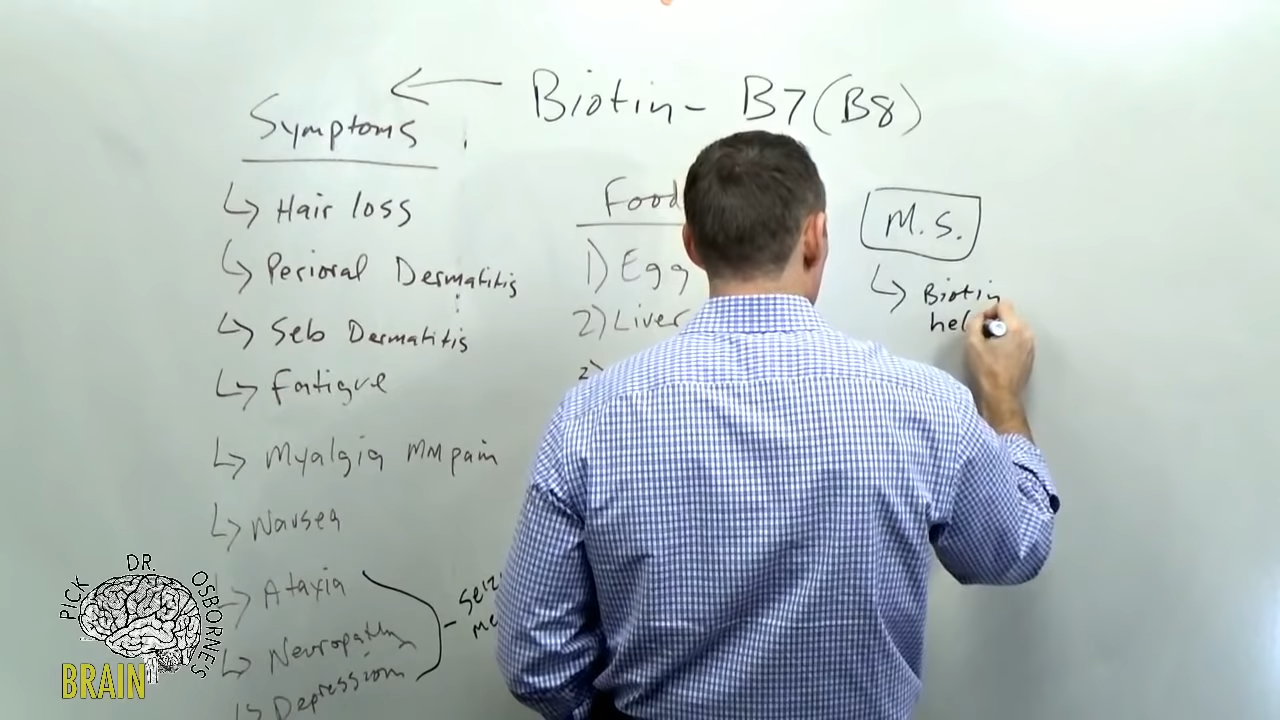 Biotin - B7 (B8)
Symptoms
Hair loss
Perioral Dermatitis
Seb Dermatitis
Fatigue
Myalgia MM pain
Nausea
Ataxia
Neuropathy
Depression
Food
1) Egg
2) Liver
M.S.
Biotin
PICK
DR.
OSBORNE'S
BRAIN